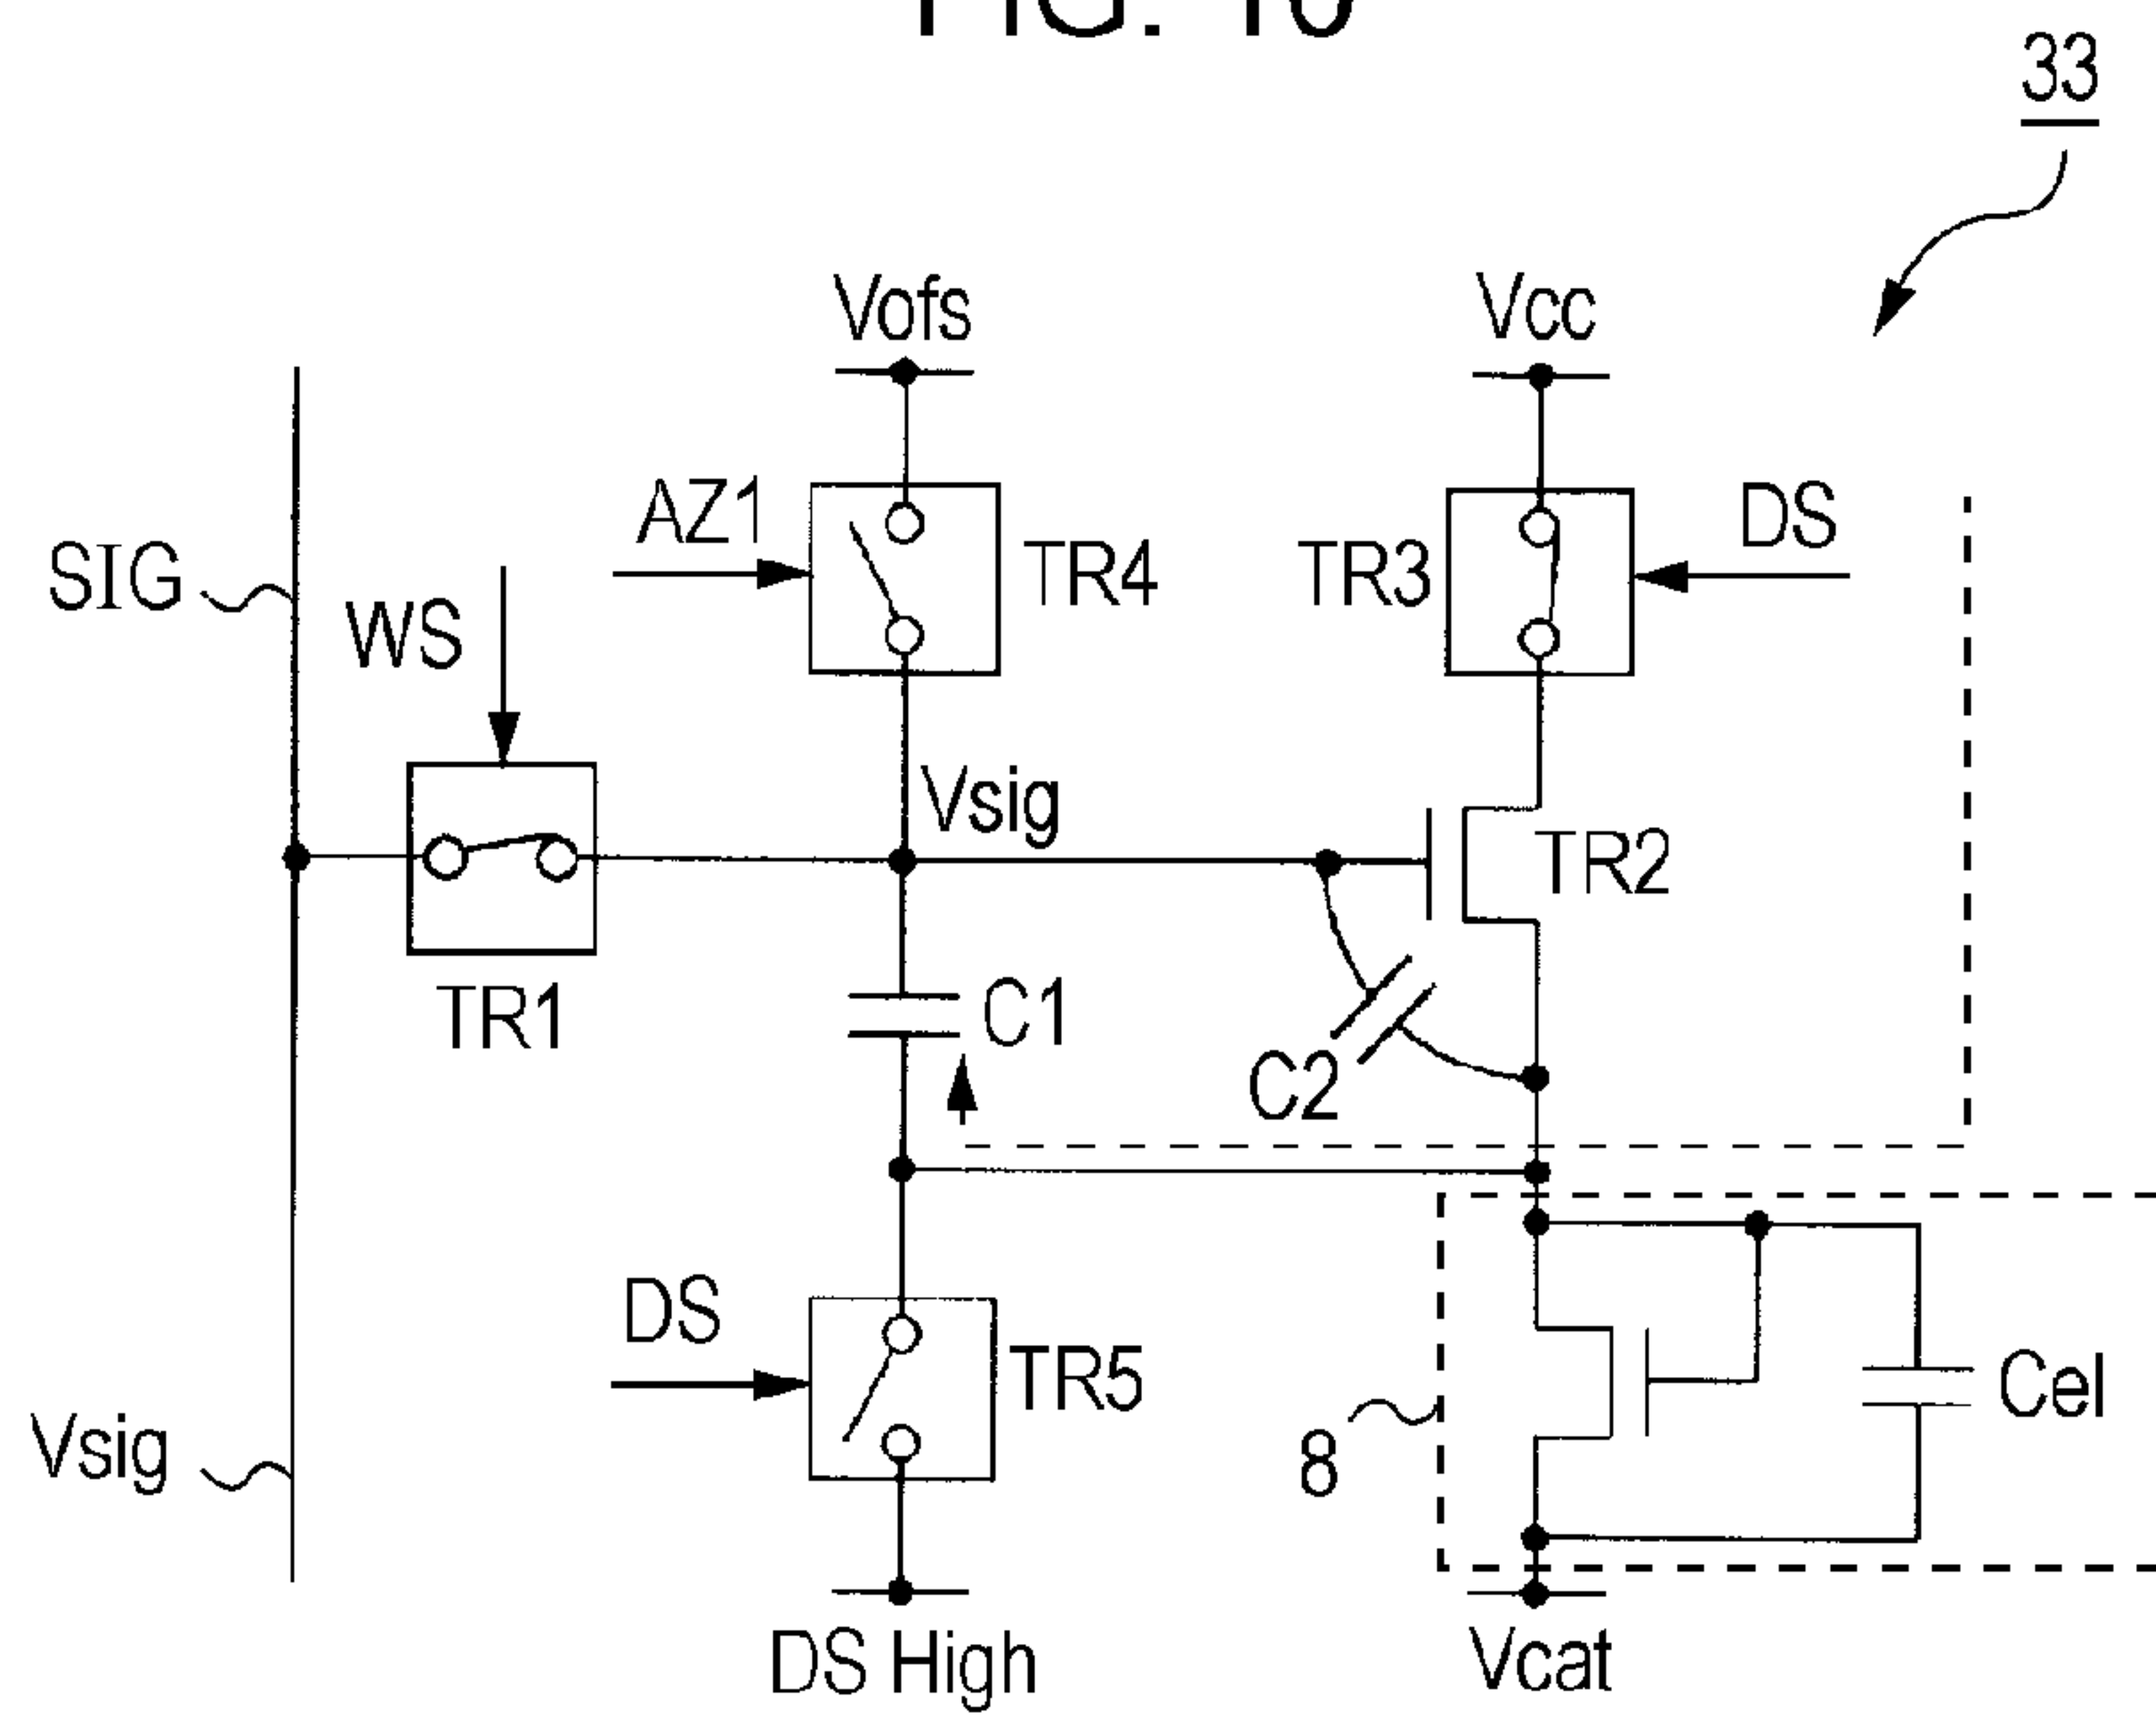 33
Vofs
Vcc
AZ1
DS
SIG
TR4
TR3
WS
Vsig
TR2
TR1
C1
C2
DS
TR5
Cel
Vsig
8
DS High
Vcat